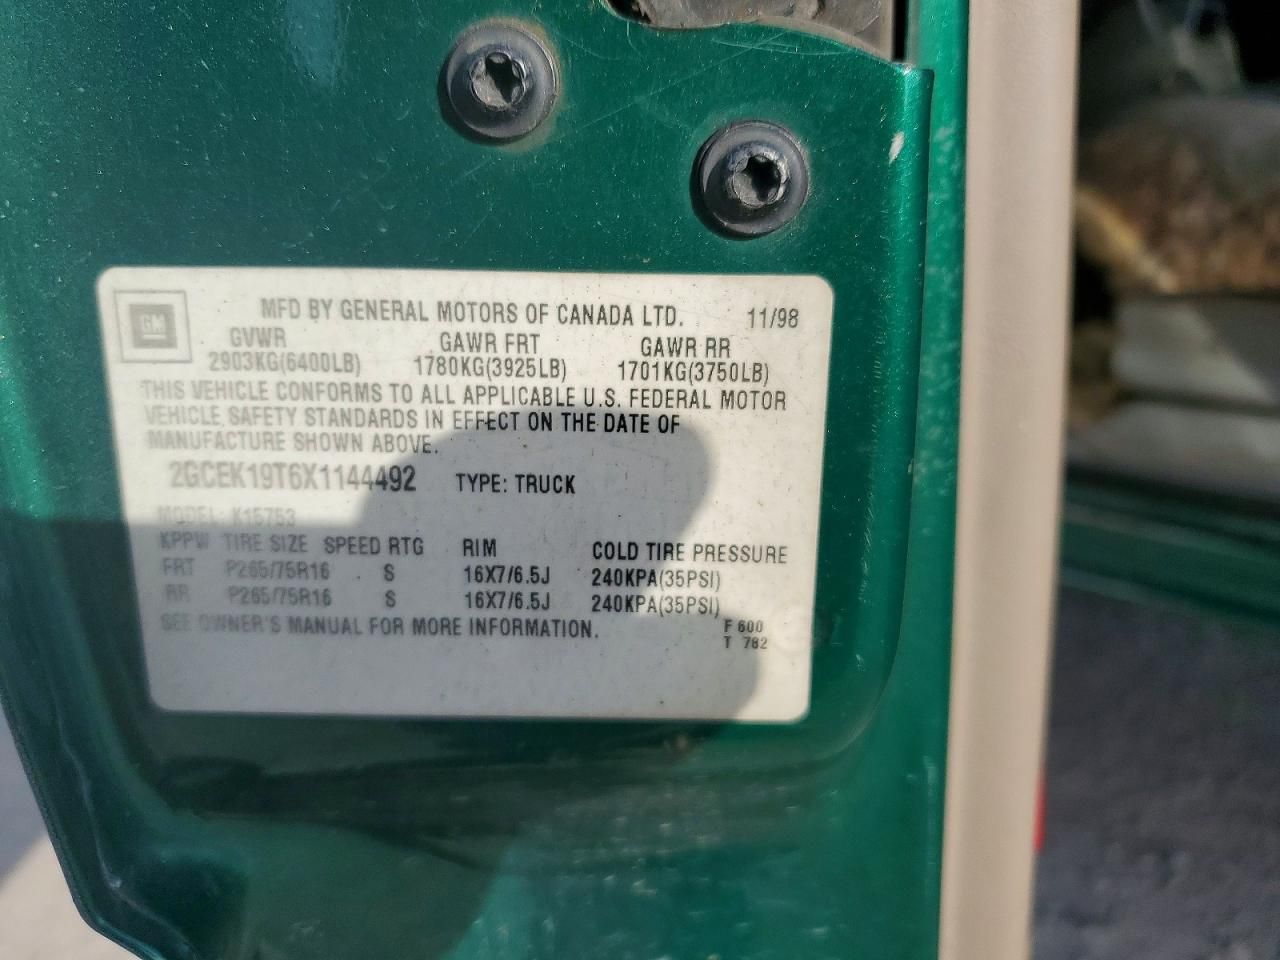 GM
MFD BY GENERAL MOTORS OF CANADA LTD. 11/98
GVWR GAWR FRT GAWR RR
2903KG(6400LB) 1780KG(3925LB) 1701KG(3750LB)
THIS VEHICLE CONFORMS TO ALL APPLICABLE U.S. FEDERAL MOTOR
VEHICLE SAFETY STANDARDS IN EFFECT ON THE DATE OF
MANUFACTURE SHOWN ABOVE.
2GCEK19T6X1144492 TYPE: TRUCK
MODEL: K15753
KPPW TIRE SIZE SPEED RTG RIM COLD TIRE PRESSURE
FRT P265/75R16 S 16X7/6.5J 240KPA(35PSI)
RR P265/75R16 S 16X7/6.5J 240KPA(35PSI)
SEE OWNER'S MANUAL FOR MORE INFORMATION. F 600
T 782